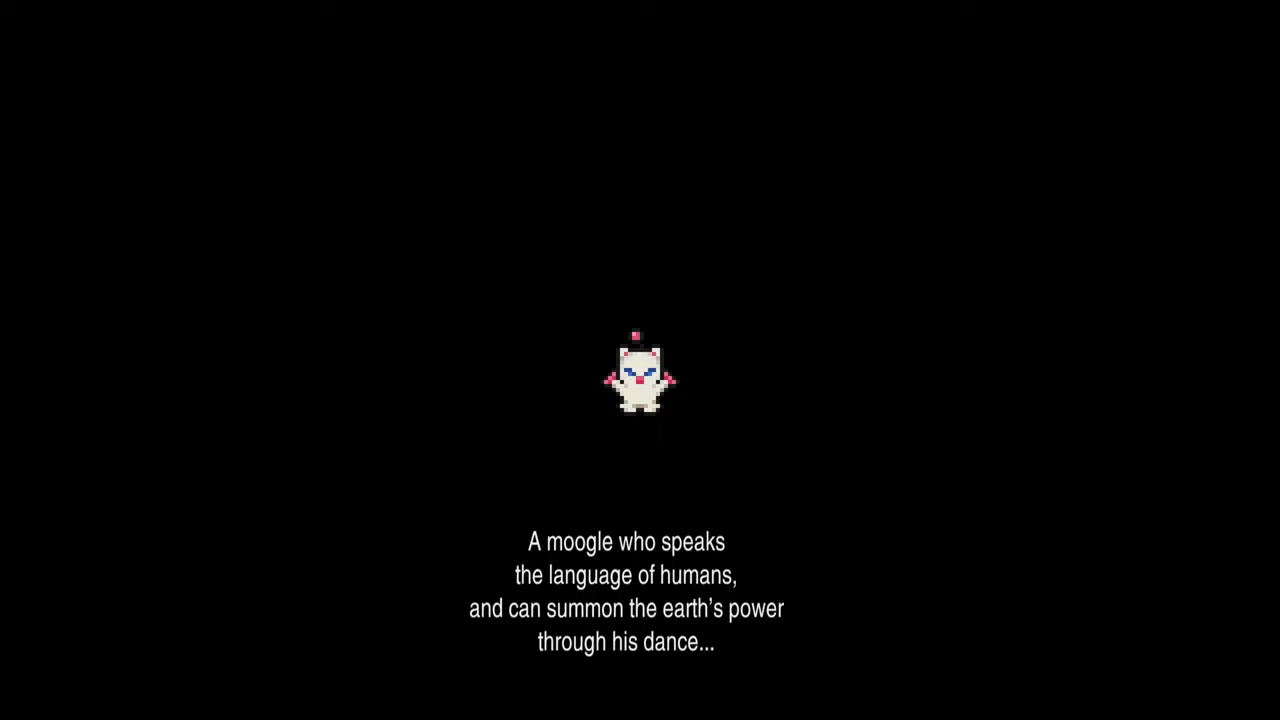 A moogle who speaks
the language of humans,
and can summon the earth’s power
through his dance...